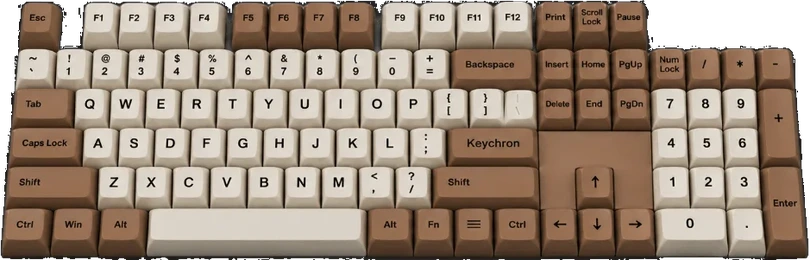 Esc F1 F2 F3 F4 F5 F6 F7 F8 F9 F10 F11 F12 Print Scroll Lock Pause
~ ` ! 1 @ 2 # 3 $ 4 % 5 ^ 6 & 7 * 8 ( 9 ) 0 – - + = Backspace Insert Home PgUp Num Lock / * -
Tab Q W E R T Y U I O P { [ } ] Delete End PgDn 7 8 9 +
Caps Lock A S D F G H J K L : ; Keychron 4 5 6
Shift Z X C V B N M < , ? / Shift ↑ 1 2 3 Enter
Ctrl Win Alt Alt Fn Ctrl ← ↓ → 0 .